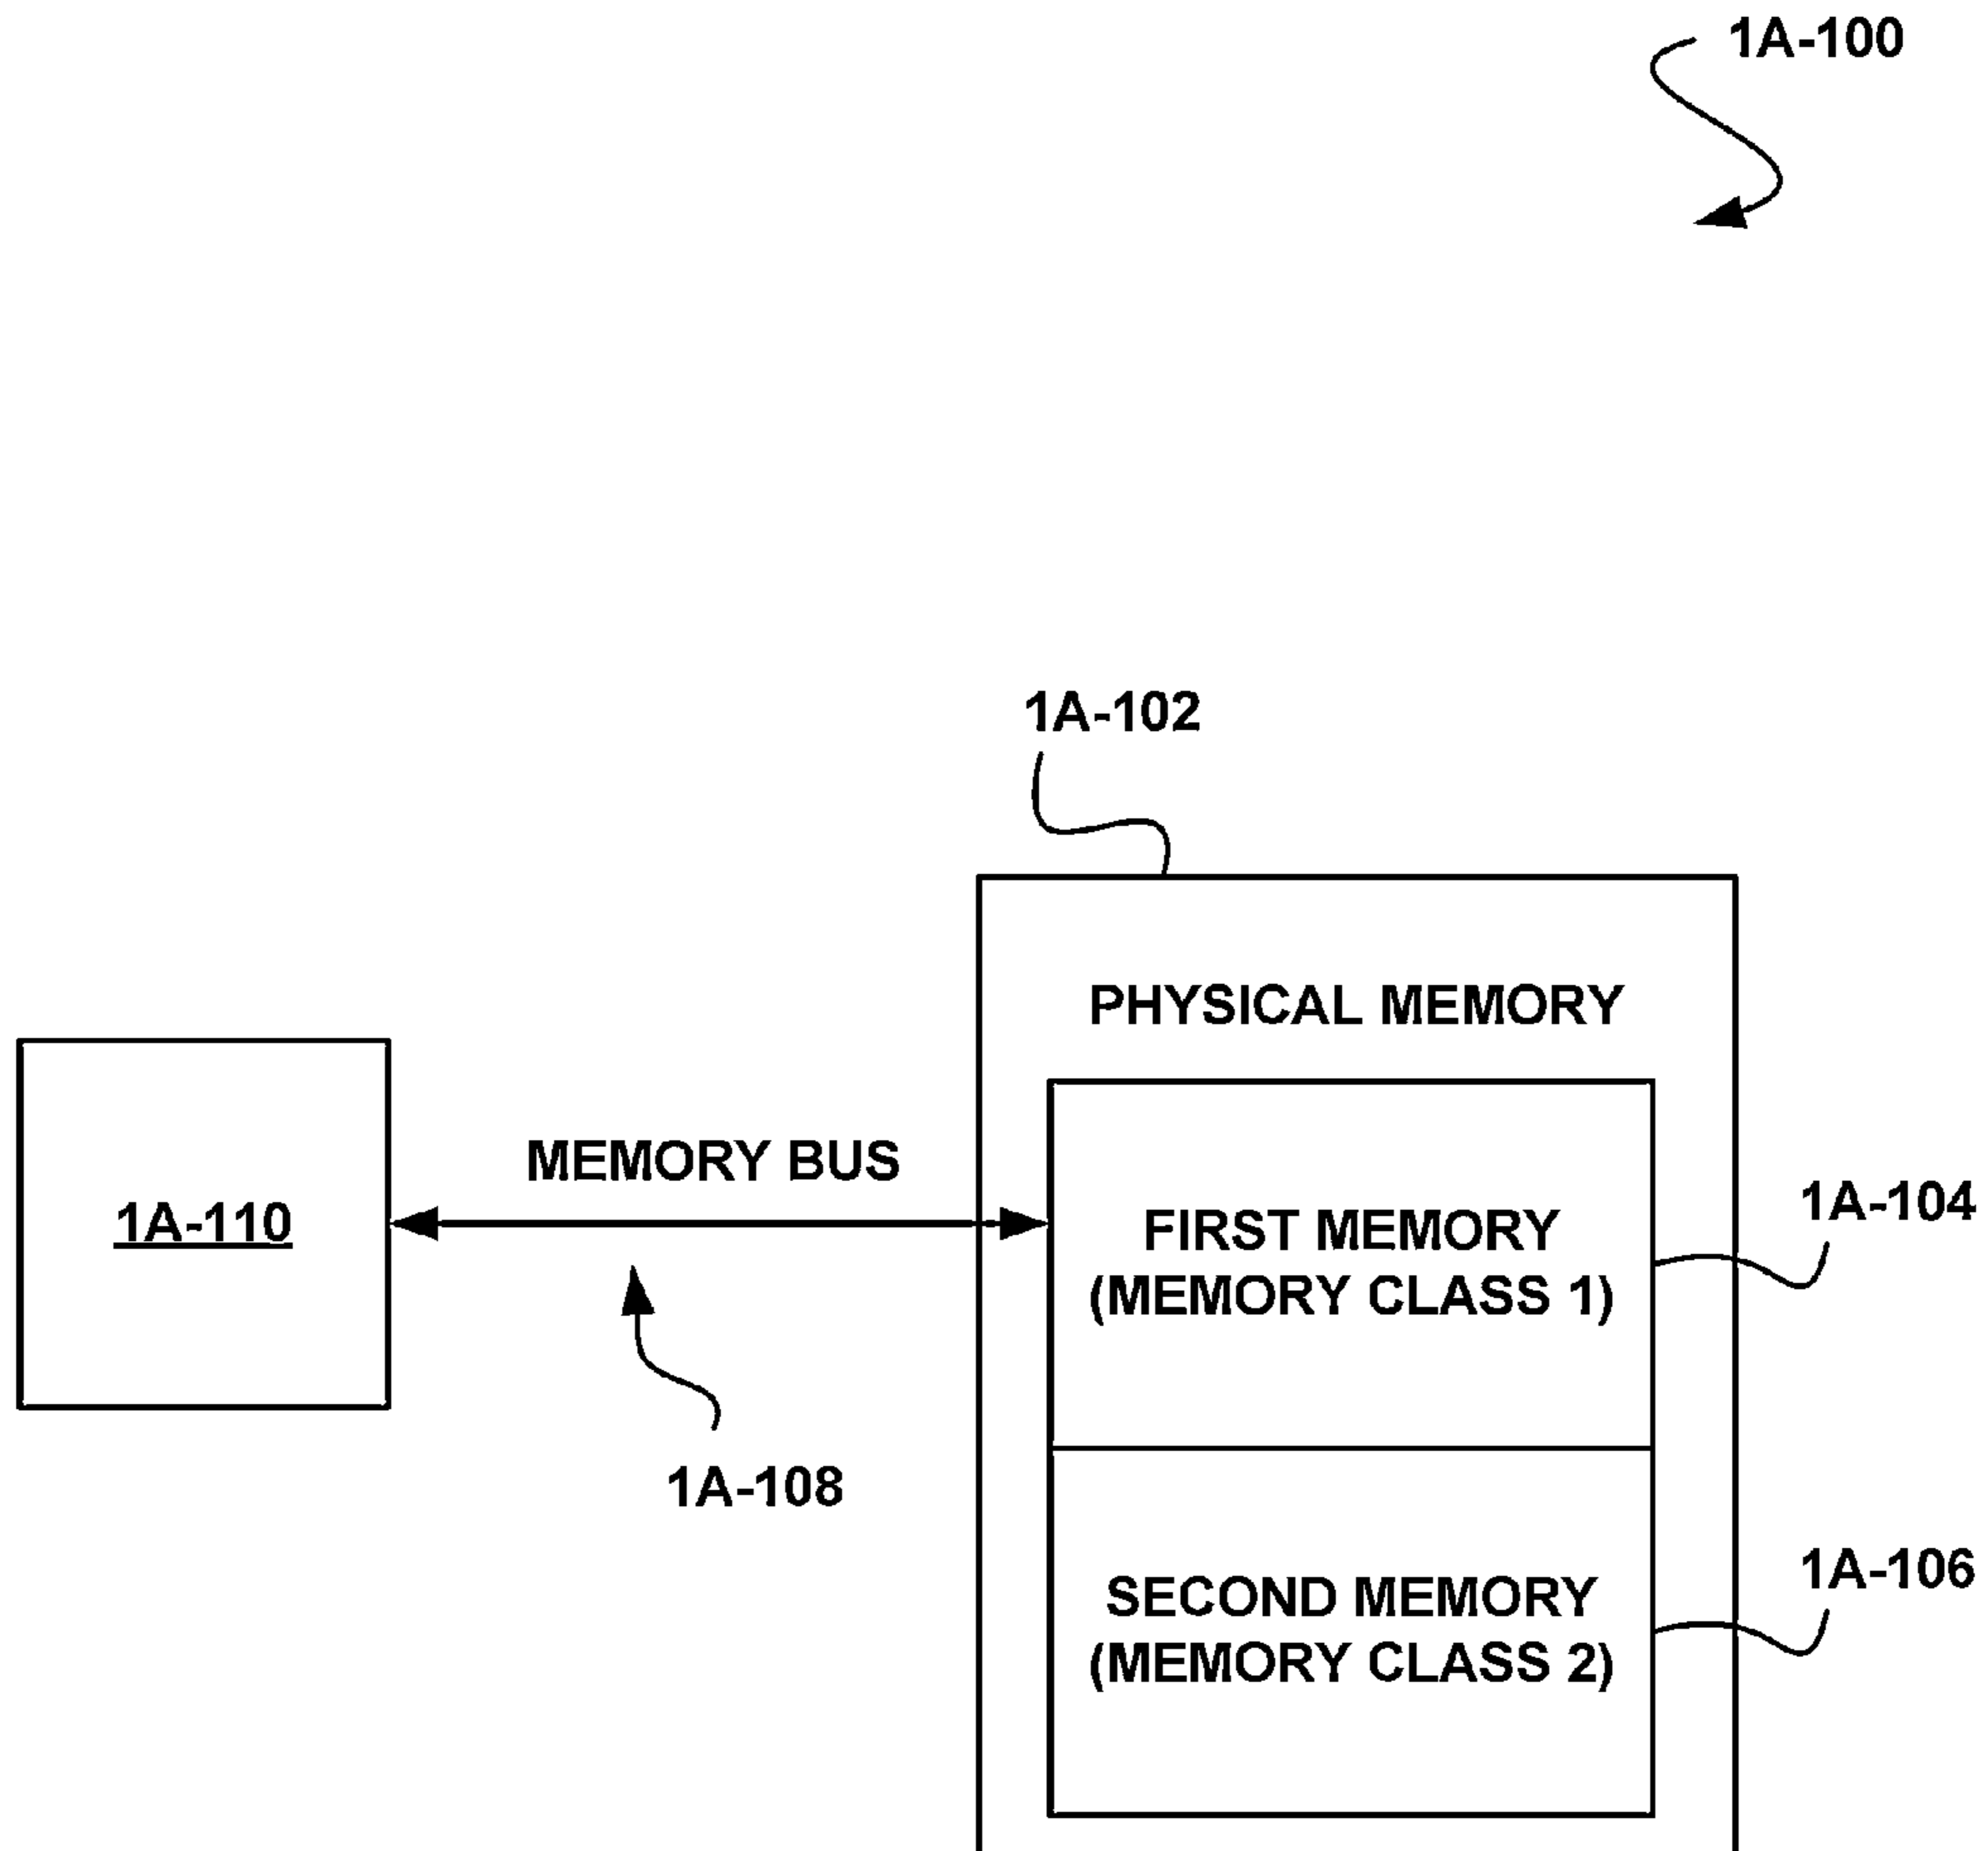 1A-100
1A-102
PHYSICAL MEMORY
MEMORY BUS
1A-110
FIRST MEMORY
(MEMORY CLASS 1)
1A-104
1A-108
SECOND MEMORY
(MEMORY CLASS 2)
1A-106